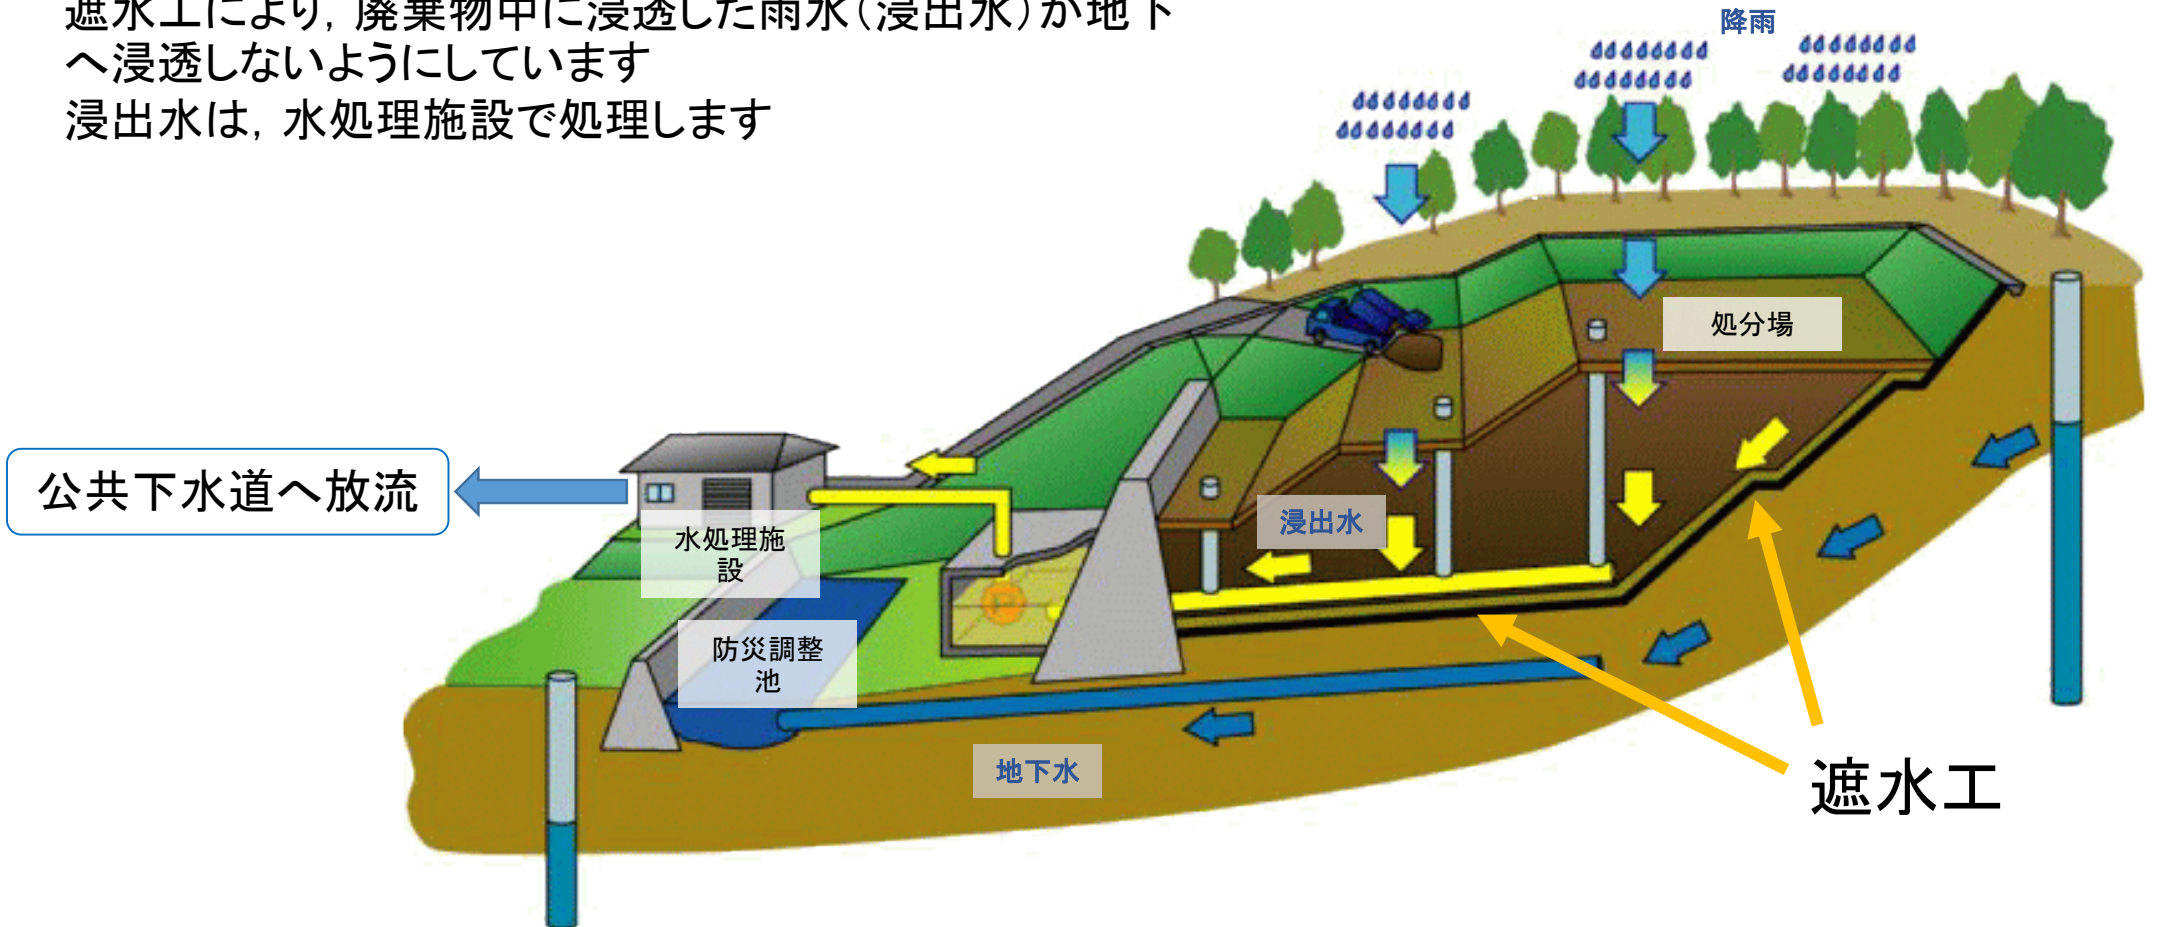 遮水工により，廃棄物中に浸透した雨水（浸出水）が地下
へ浸透しないようにしています
浸出水は，水処理施設で処理します
降雨
処分場
公共下水道へ放流
浸出水
水処理施
設
防災調整
池
地下水
遮水工